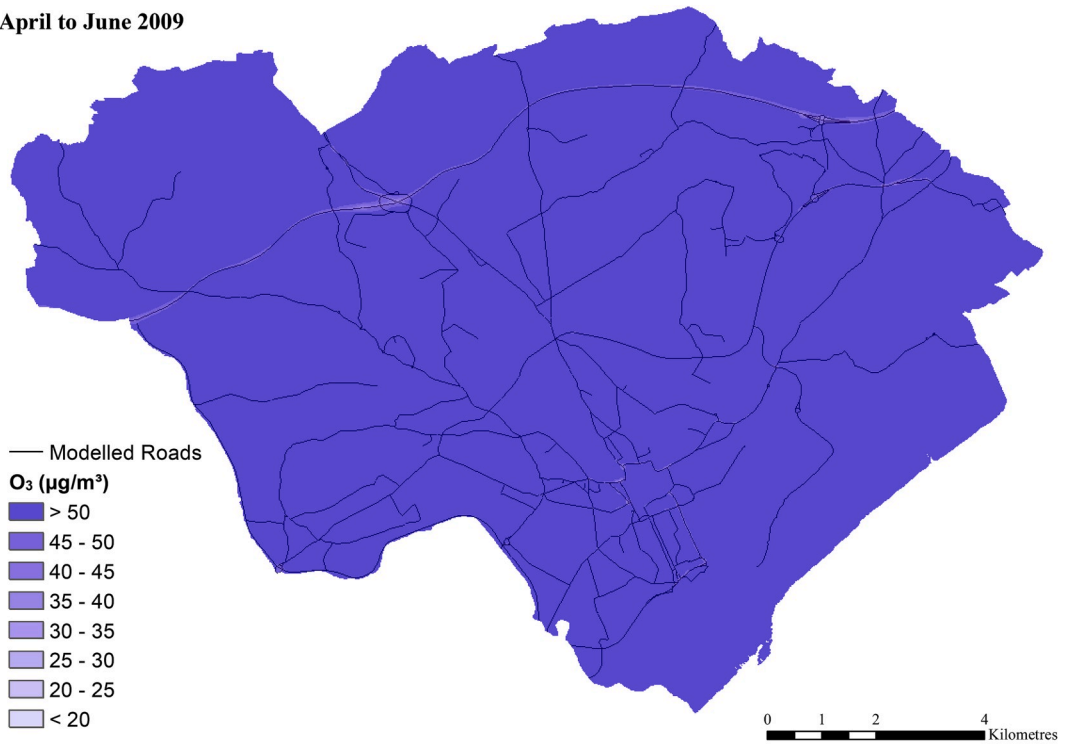 April to June 2009
Modelled Roads
O₃ (µg/m³)
> 50
45 - 50
40 - 45
35 - 40
30 - 35
25 - 30
20 - 25
< 20
0 1 2 4
Kilometres